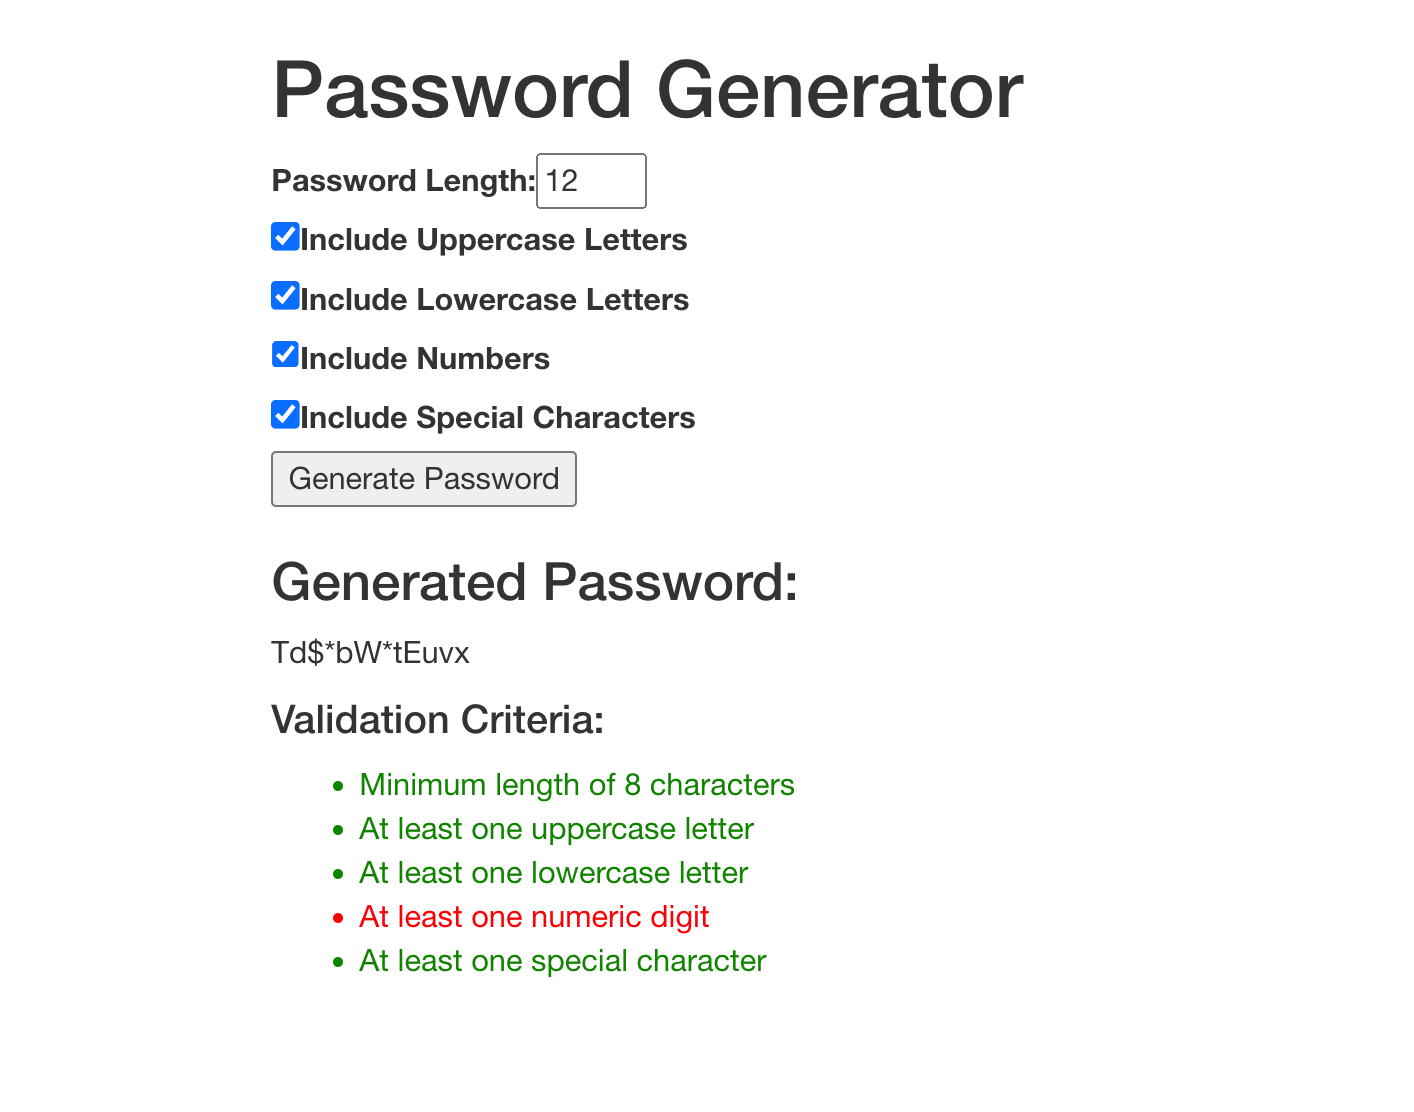 Password Generator
Password Length: 12
Include Uppercase Letters
Include Lowercase Letters
Include Numbers
Include Special Characters
Generate Password
Generated Password:
Td$*bW*tEuvx
Validation Criteria:
• Minimum length of 8 characters
• At least one uppercase letter
• At least one lowercase letter
• At least one numeric digit
• At least one special character